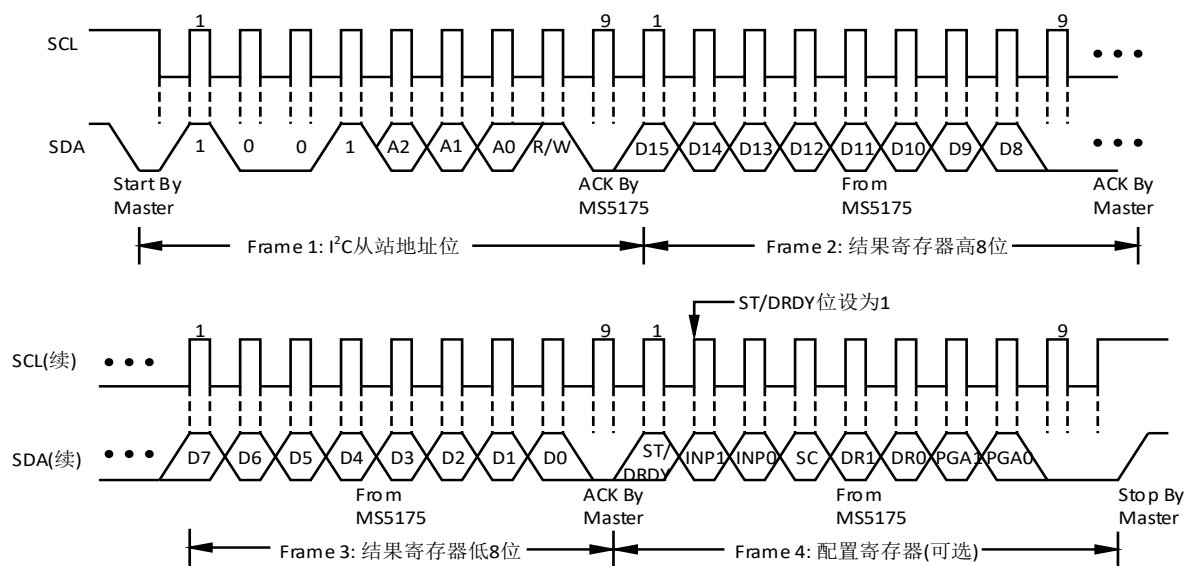 1 9 1 9
SCL
SDA 1 0 0 1 A2 A1 A0 R/W D15 D14 D13 D12 D11 D10 D9 D8
Start By Master
ACK By MS5175
From MS5175
ACK By Master
Frame 1: I²C从站地址位
Frame 2: 结果寄存器高8位
ST/DRDY位设为1
1 9 1 9
SCL(续)
SDA(续) D7 D6 D5 D4 D3 D2 D1 D0 ST/DRDY INP1 INP0 SC DR1 DR0 PGA1 PGA0
From MS5175
ACK By Master
From MS5175
Stop By Master
Frame 3: 结果寄存器低8位
Frame 4: 配置寄存器(可选)